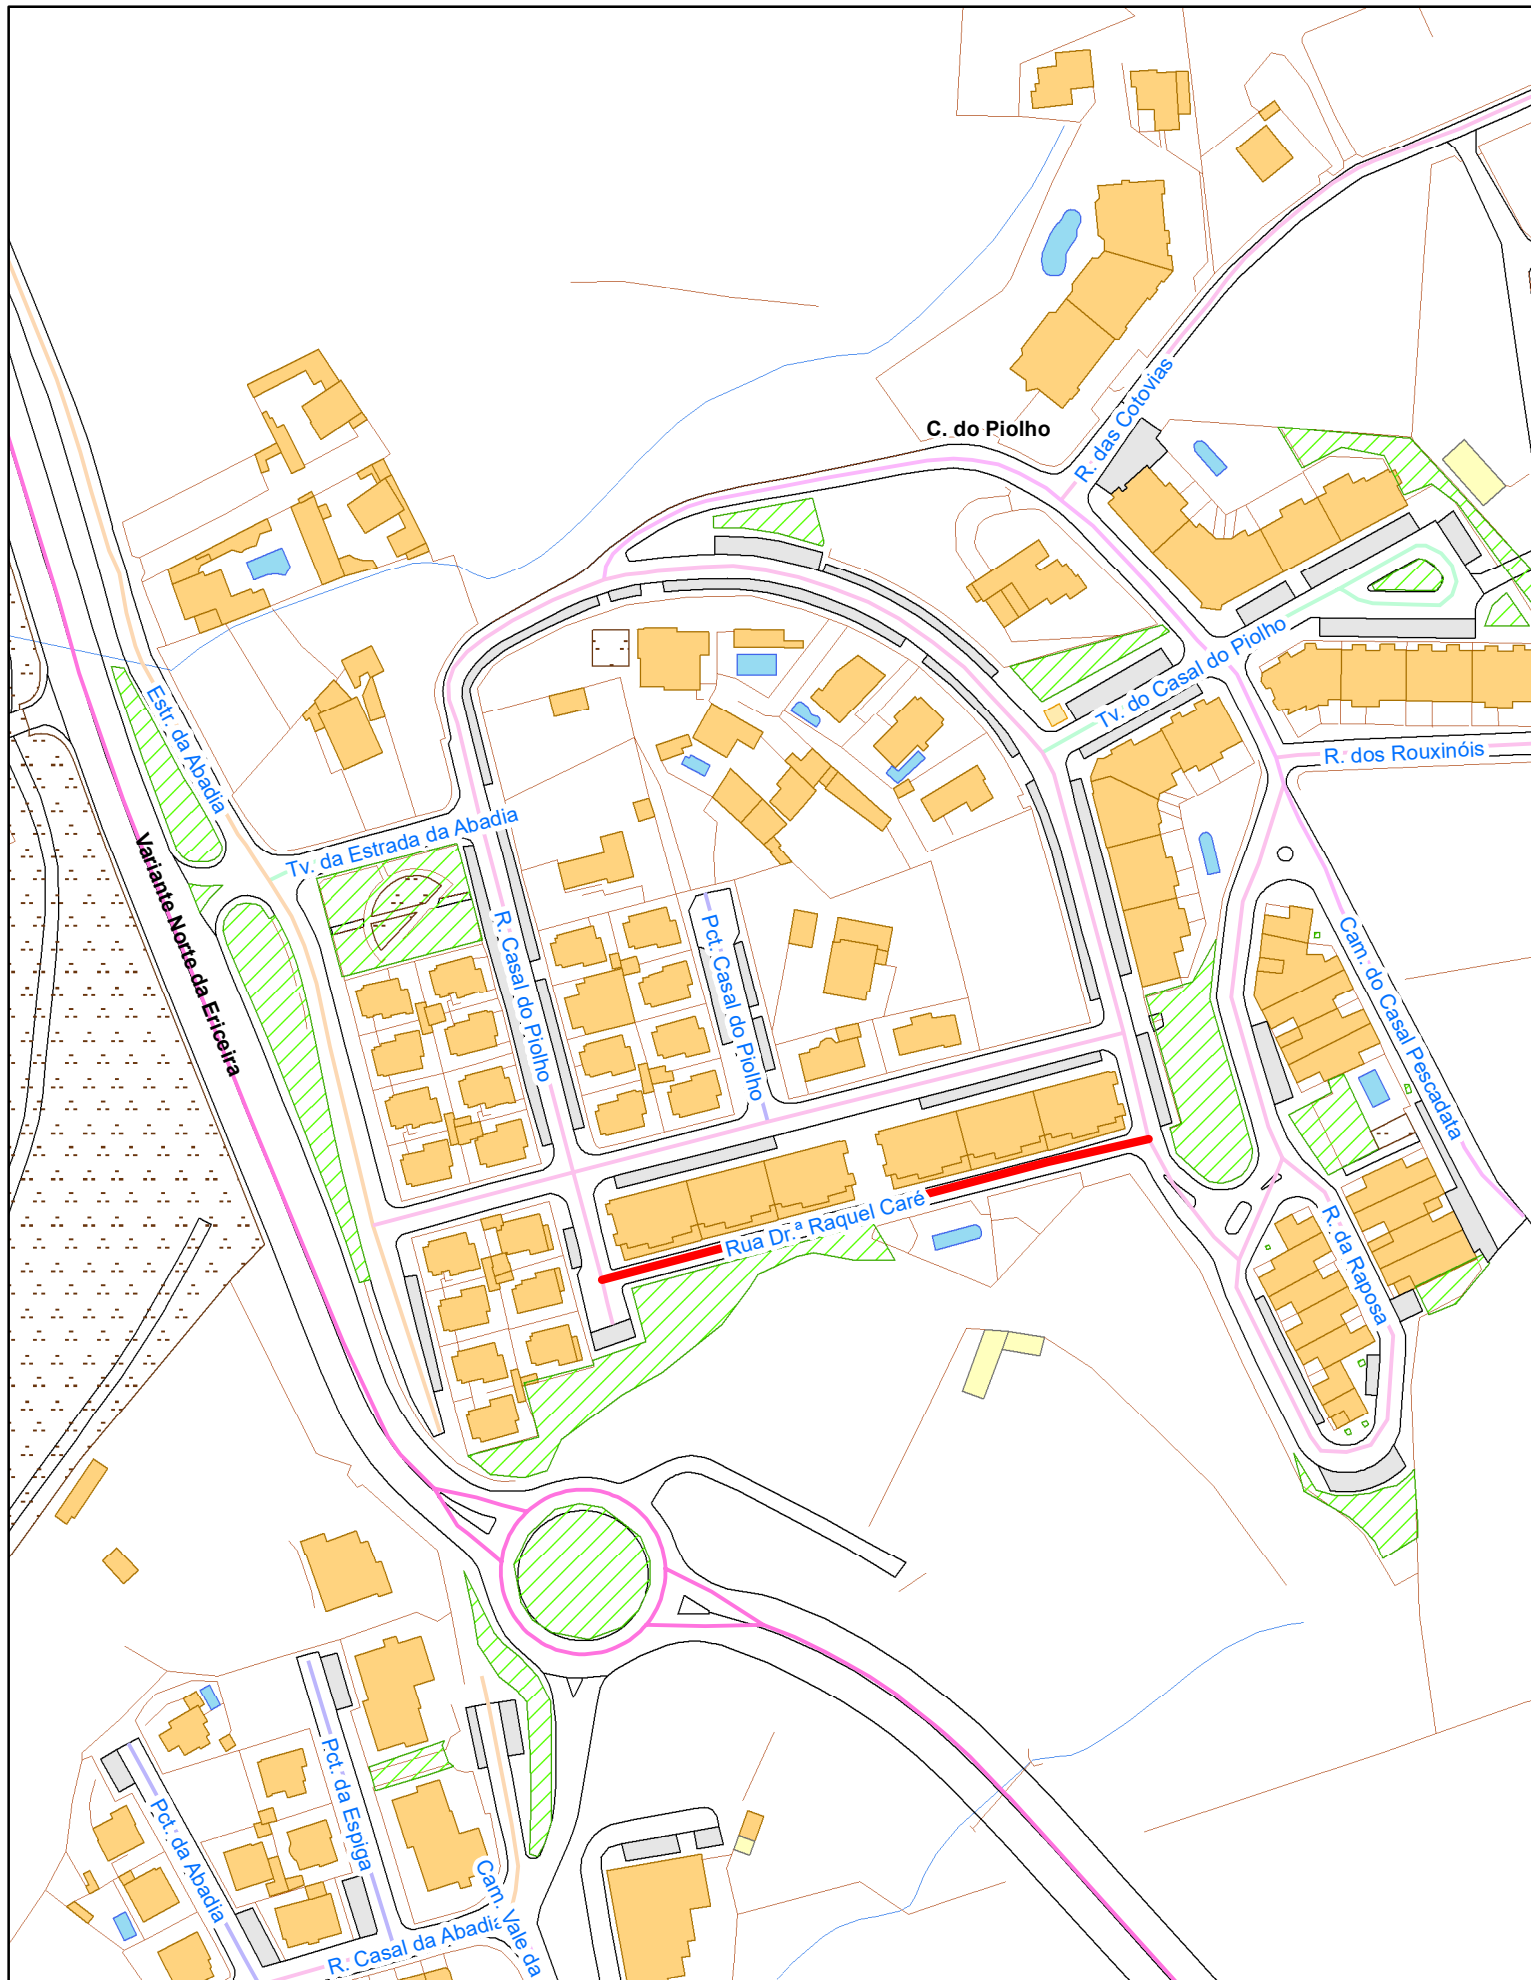 C. do Piolho
R. das Cotovias
Tv. do Casal do Piolho
Estr. da Abadia
R. dos Rouxinóis
Tv. da Estrada da Abadia
Variante Norte da Ericeira
R. Casal do Piolho
Pct. Casal do Piolho
Cam. do Casal Pescadata
Rua Dr.ª Raquel Caré
R. da Raposa
Pct. da Espiga
Pct. da Abadia
Cam. Vale da
R. Casal da Abadia